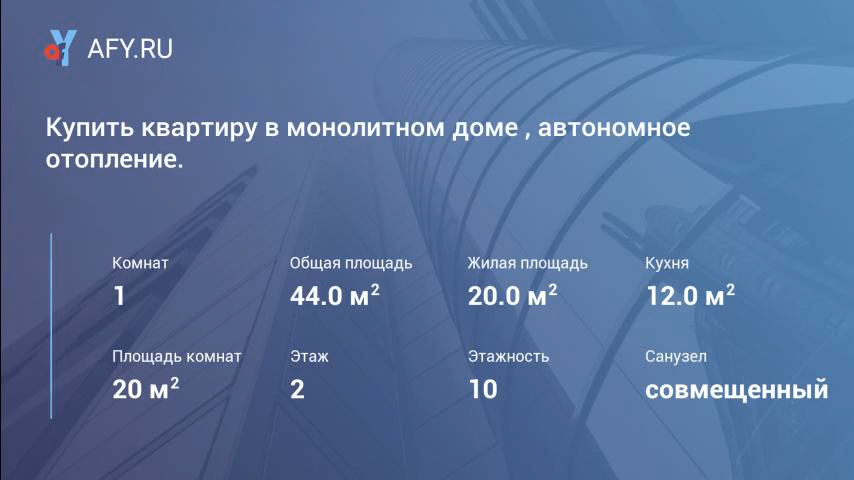 AFY.RU
Купить квартиру в монолитном доме , автономное
отопление.
Комнат
Общая площадь
Жилая площадь
Кухня
1
44.0 м²
20.0 м²
12.0 м²
Площадь комнат
Этаж
Этажность
Санузел
20 м²
2
10
совмещенный